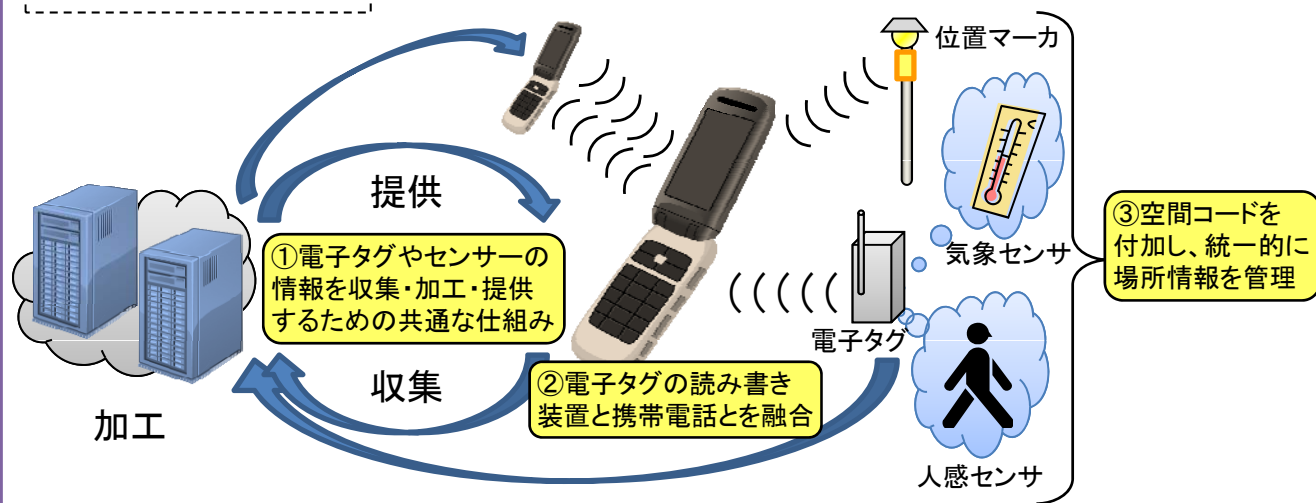 位置マーカ
提供
①電子タグやセンサーの
情報を収集・加工・提供
するための共通な仕組み
気象センサ
③空間コードを
付加し、統一的に
場所情報を管理
電子タグ
収集
②電子タグの読み書き
装置と携帯電話とを融合
加工
人感センサ